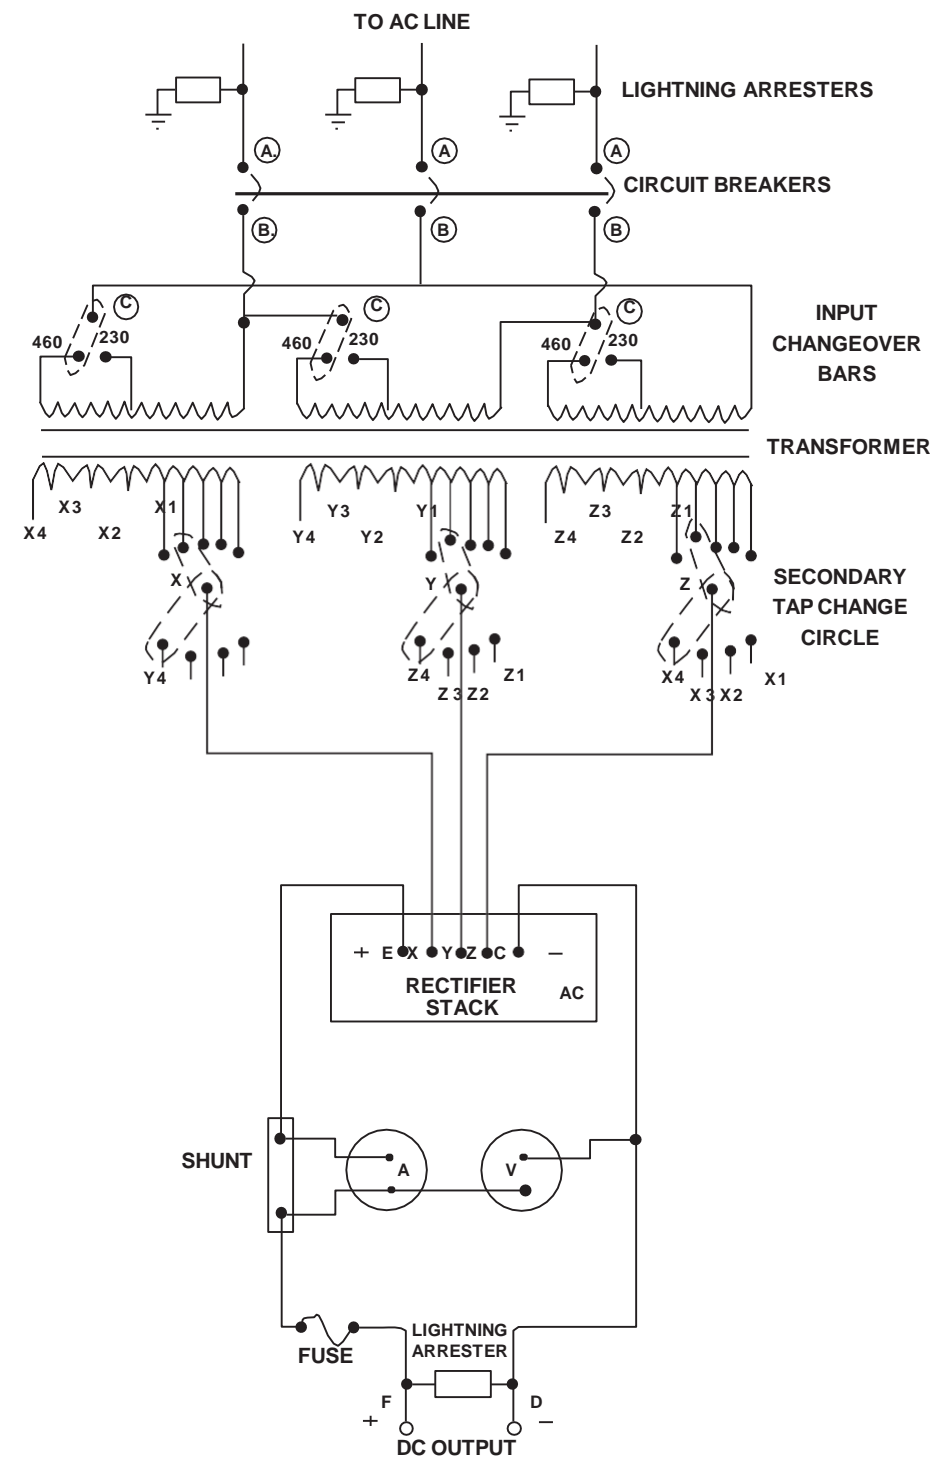 TO AC LINE
LIGHTNING ARRESTERS
A. A A
CIRCUIT BREAKERS
B. B B
C C C
INPUT
CHANGEOVER
BARS
460 230 460 230 460 230
TRANSFORMER
X4 X3 X2 X1 Y4 Y3 Y2 Y1 Z4 Z3 Z2 Z1
X Y Z
SECONDARY
TAP CHANGE
CIRCLE
Y4 Z4 Z3 Z2 Z1 X4 X3 X2 X1
+ E X Y Z C –
RECTIFIER
STACK
AC
SHUNT
A V
FUSE
LIGHTNING
ARRESTER
F D
+ –
DC OUTPUT